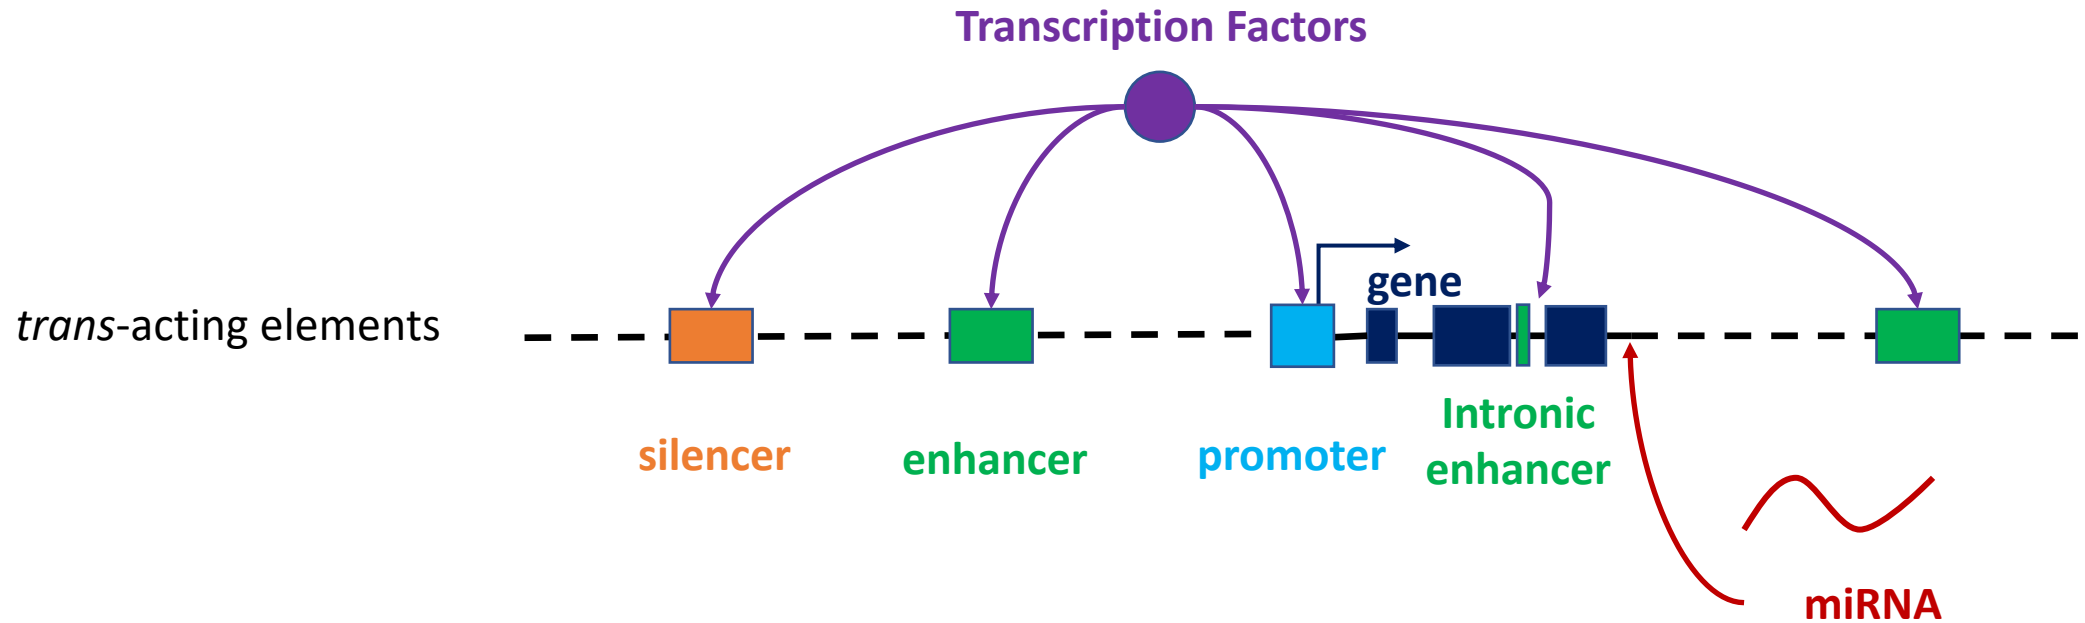 Transcription Factors
gene
trans-acting elements
silencer
enhancer
promoter
Intronic
enhancer
miRNA